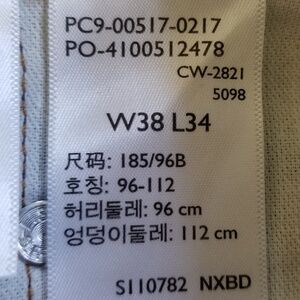 PC9-00517-0217
PO-4100512478
CW-2821
5098
W38 L34
尺码: 185/96B
호칭: 96-112
허리둘레: 96 cm
엉덩이둘레: 112 cm
S110782 NXBD